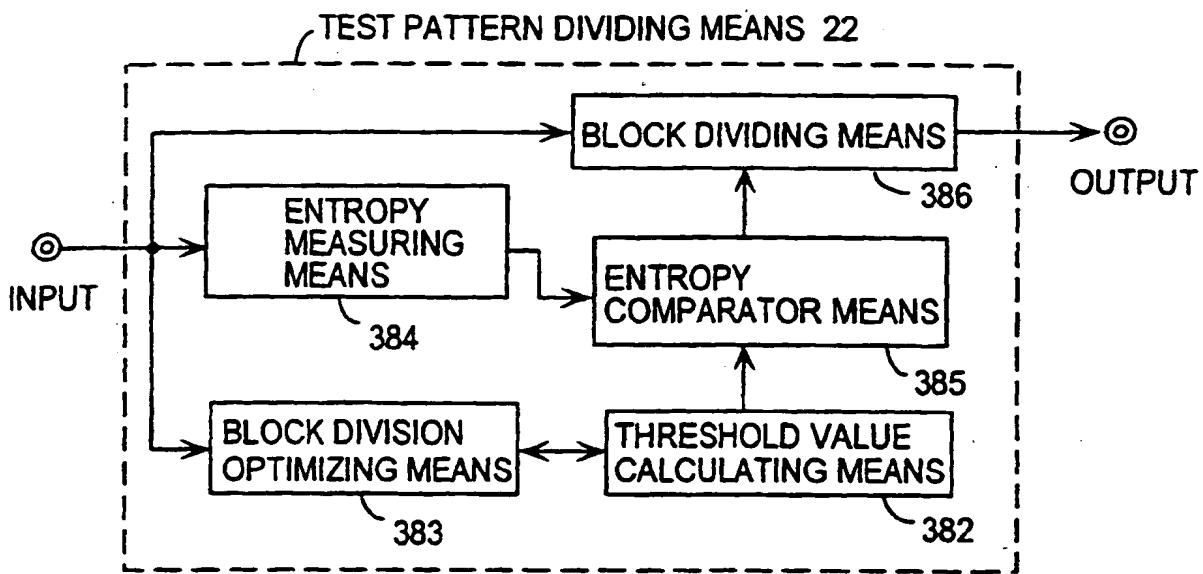 TEST PATTERN DIVIDING MEANS 22
BLOCK DIVIDING MEANS
386
OUTPUT
INPUT
ENTROPY
MEASURING
MEANS
384
ENTROPY
COMPARATOR MEANS
385
BLOCK DIVISION
OPTIMIZING MEANS
383
THRESHOLD VALUE
CALCULATING MEANS
382